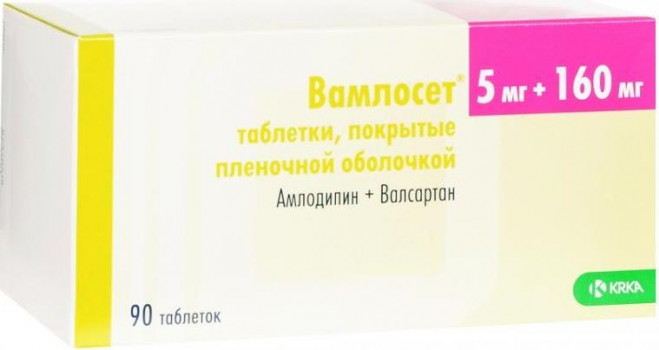 Вамлосет®
5 мг + 160 мг
таблетки, покрытые
пленочной оболочкой
Амлодипин + Валсартан
KRKA
90 таблеток